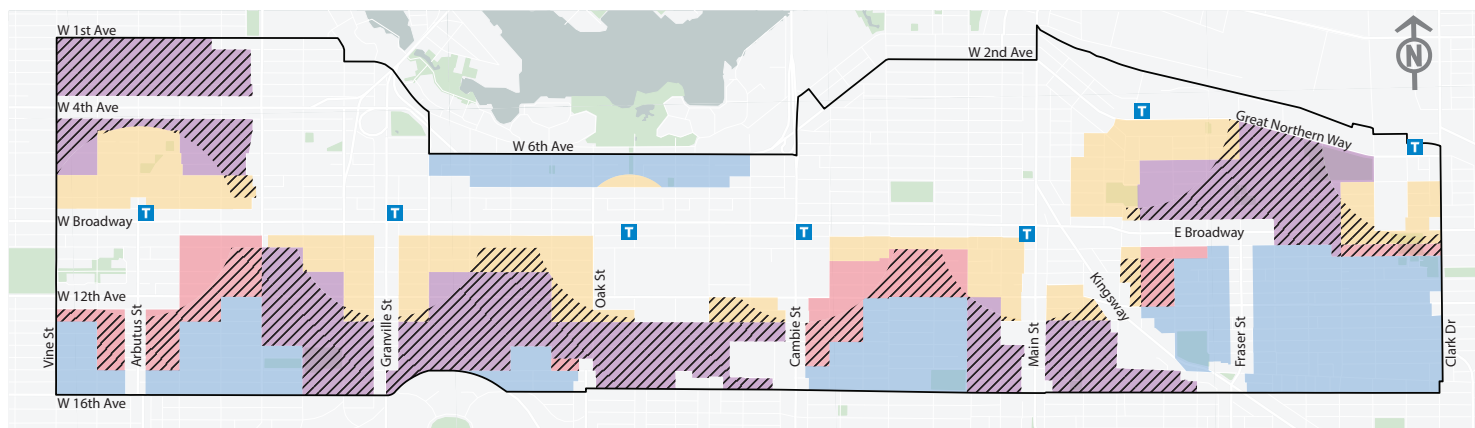 W 1st Ave
W 2nd Ave
N
W 4th Ave
T
Great Northern Way
W 6th Ave
T
T
T
W Broadway
T
T
T
E Broadway
Oak St
Kingsway
W 12th Ave
Vine St
Arbutus St
Granville St
Cambie St
Main St
Fraser St
Clark Dr
W 16th Ave